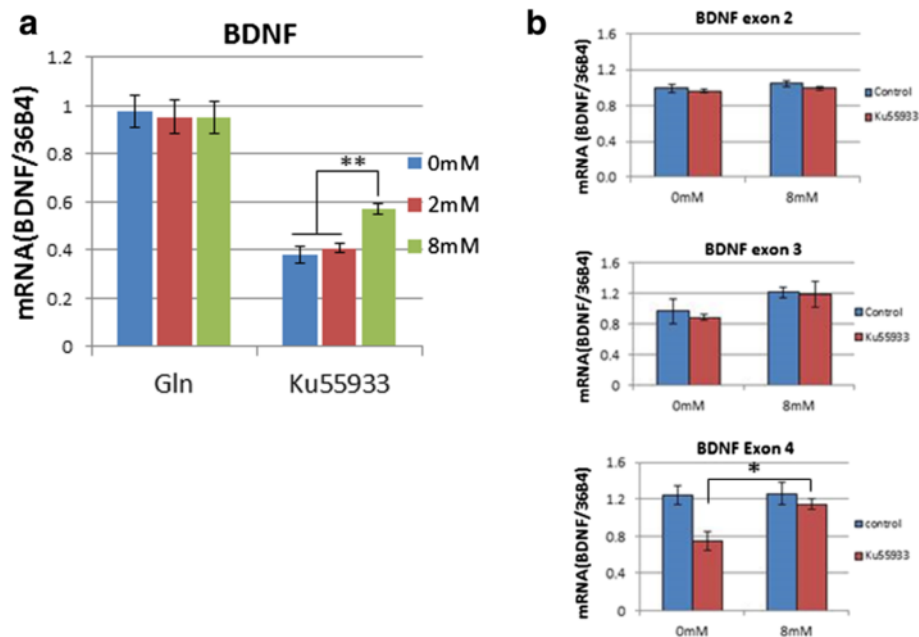 a
BDNF
mRNA(BDNF/36B4)
1.2
1
0.8
0.6
0.4
0.2
0
**
0mM
2mM
8mM
Gln
Ku55933
b
BDNF exon 2
mRNA (BDNF/36B4)
1.6
1.2
0.8
0.4
0.0
0mM
8mM
Control
Ku55933
BDNF exon 3
mRNA(BDNF/36B4)
1.6
1.2
0.8
0.4
0
0mM
8mM
Control
Ku55933
BDNF Exon 4
mRNA(BDNF/36B4)
1.6
1.2
0.8
0.4
0
*
0mM
8mM
control
Ku55933